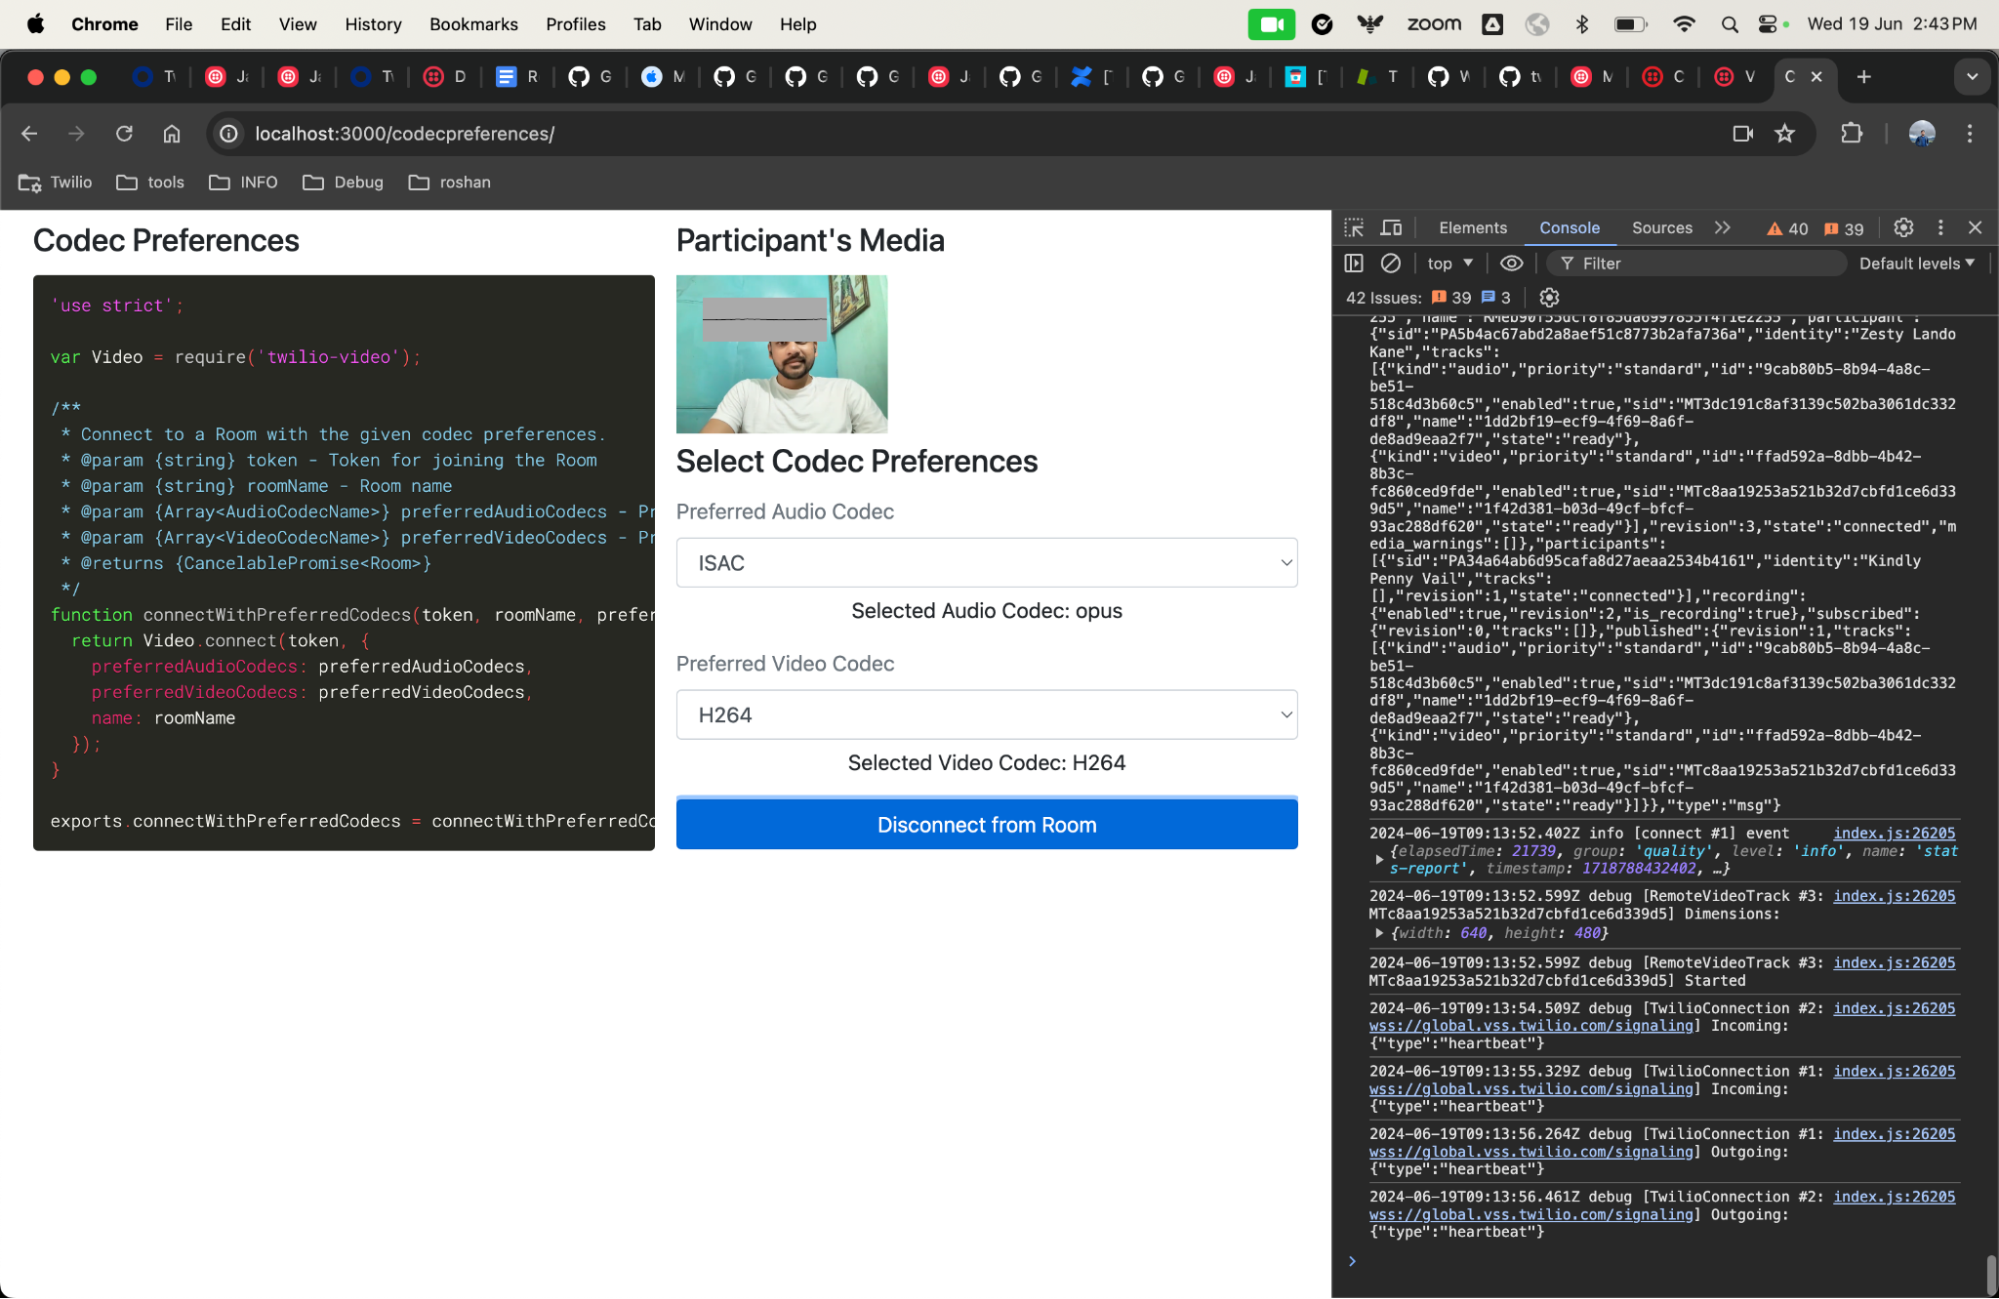 Chrome File Edit View History Bookmarks Profiles Tab Window Help zoom Wed 19 Jun 2:43 PM
localhost:3000/codecpreferences/
Twilio tools INFO Debug roshan
Codec Preferences
'use strict';
var Video = require('twilio-video');
/**
* Connect to a Room with the given codec preferences.
* @param {string} token - Token for joining the Room
* @param {string} roomName - Room name
* @param {Array<AudioCodecName>} preferredAudioCodecs - Pr
* @param {Array<VideoCodecName>} preferredVideoCodecs - Pr
* @returns {CancelablePromise<Room>}
*/
function connectWithPreferredCodecs(token, roomName, prefer
return Video.connect(token, {
preferredAudioCodecs: preferredAudioCodecs,
preferredVideoCodecs: preferredVideoCodecs,
name: roomName
});
}
exports.connectWithPreferredCodecs = connectWithPreferredCo
Participant's Media
Select Codec Preferences
Preferred Audio Codec
ISAC
Selected Audio Codec: opus
Preferred Video Codec
H264
Selected Video Codec: H264
Disconnect from Room
Elements Console Sources 40 39
top Filter Default levels
42 Issues: 39 3
{"sid":"PA5b4ac67abd2a8aef51c8773b2afa736a","identity":"Zesty Lando
Kane","tracks":
[{"kind":"audio","priority":"standard","id":"9cab80b5-8b94-4a8c-
be51-
518c4d3b60c5","enabled":true,"sid":"MT3dc191c8af3139c502ba3061dc332
df8","name":"1dd2bf19-ecf9-4f69-8a6f-
de8ad9eaa2f7","state":"ready"},
{"kind":"video","priority":"standard","id":"ffad592a-8dbb-4b42-
8b3c-
fc860ced9fde","enabled":true,"sid":"MTc8aa19253a521b32d7cbfd1ce6d33
9d5","name":"1f42d381-b03d-49cf-bfcf-
93ac288df620","state":"ready"}],"revision":3,"state":"connected","m
edia_warnings":[]},"participants":
[{"sid":"PA34a64ab6d95cafa8d27aeaa2534b4161","identity":"Kindly
Penny Vail","tracks":
[],"revision":1,"state":"connected"}],"recording":
{"enabled":true,"revision":2,"is_recording":true},"subscribed":
{"revision":0,"tracks":[]},"published":{"revision":1,"tracks":
[{"kind":"audio","priority":"standard","id":"9cab80b5-8b94-4a8c-
be51-
518c4d3b60c5","enabled":true,"sid":"MT3dc191c8af3139c502ba3061dc332
df8","name":"1dd2bf19-ecf9-4f69-8a6f-
de8ad9eaa2f7","state":"ready"},
{"kind":"video","priority":"standard","id":"ffad592a-8dbb-4b42-
8b3c-
fc860ced9fde","enabled":true,"sid":"MTc8aa19253a521b32d7cbfd1ce6d33
9d5","name":"1f42d381-b03d-49cf-bfcf-
93ac288df620","state":"ready"}]}},"type":"msg"}
2024-06-19T09:13:52.402Z info [connect #1] event index.js:26205
{elapsedTime: 21739, group: 'quality', level: 'info', name: 'stat
s-report', timestamp: 1718788432402, …}
2024-06-19T09:13:52.599Z debug [RemoteVideoTrack #3: index.js:26205
MTc8aa19253a521b32d7cbfd1ce6d339d5] Dimensions:
{width: 640, height: 480}
2024-06-19T09:13:52.599Z debug [RemoteVideoTrack #3: index.js:26205
MTc8aa19253a521b32d7cbfd1ce6d339d5] Started
2024-06-19T09:13:54.509Z debug [TwilioConnection #2: index.js:26205
wss://global.vss.twilio.com/signaling] Incoming:
{"type":"heartbeat"}
2024-06-19T09:13:55.329Z debug [TwilioConnection #1: index.js:26205
wss://global.vss.twilio.com/signaling] Incoming:
{"type":"heartbeat"}
2024-06-19T09:13:56.264Z debug [TwilioConnection #1: index.js:26205
wss://global.vss.twilio.com/signaling] Outgoing:
{"type":"heartbeat"}
2024-06-19T09:13:56.461Z debug [TwilioConnection #2: index.js:26205
wss://global.vss.twilio.com/signaling] Outgoing:
{"type":"heartbeat"}